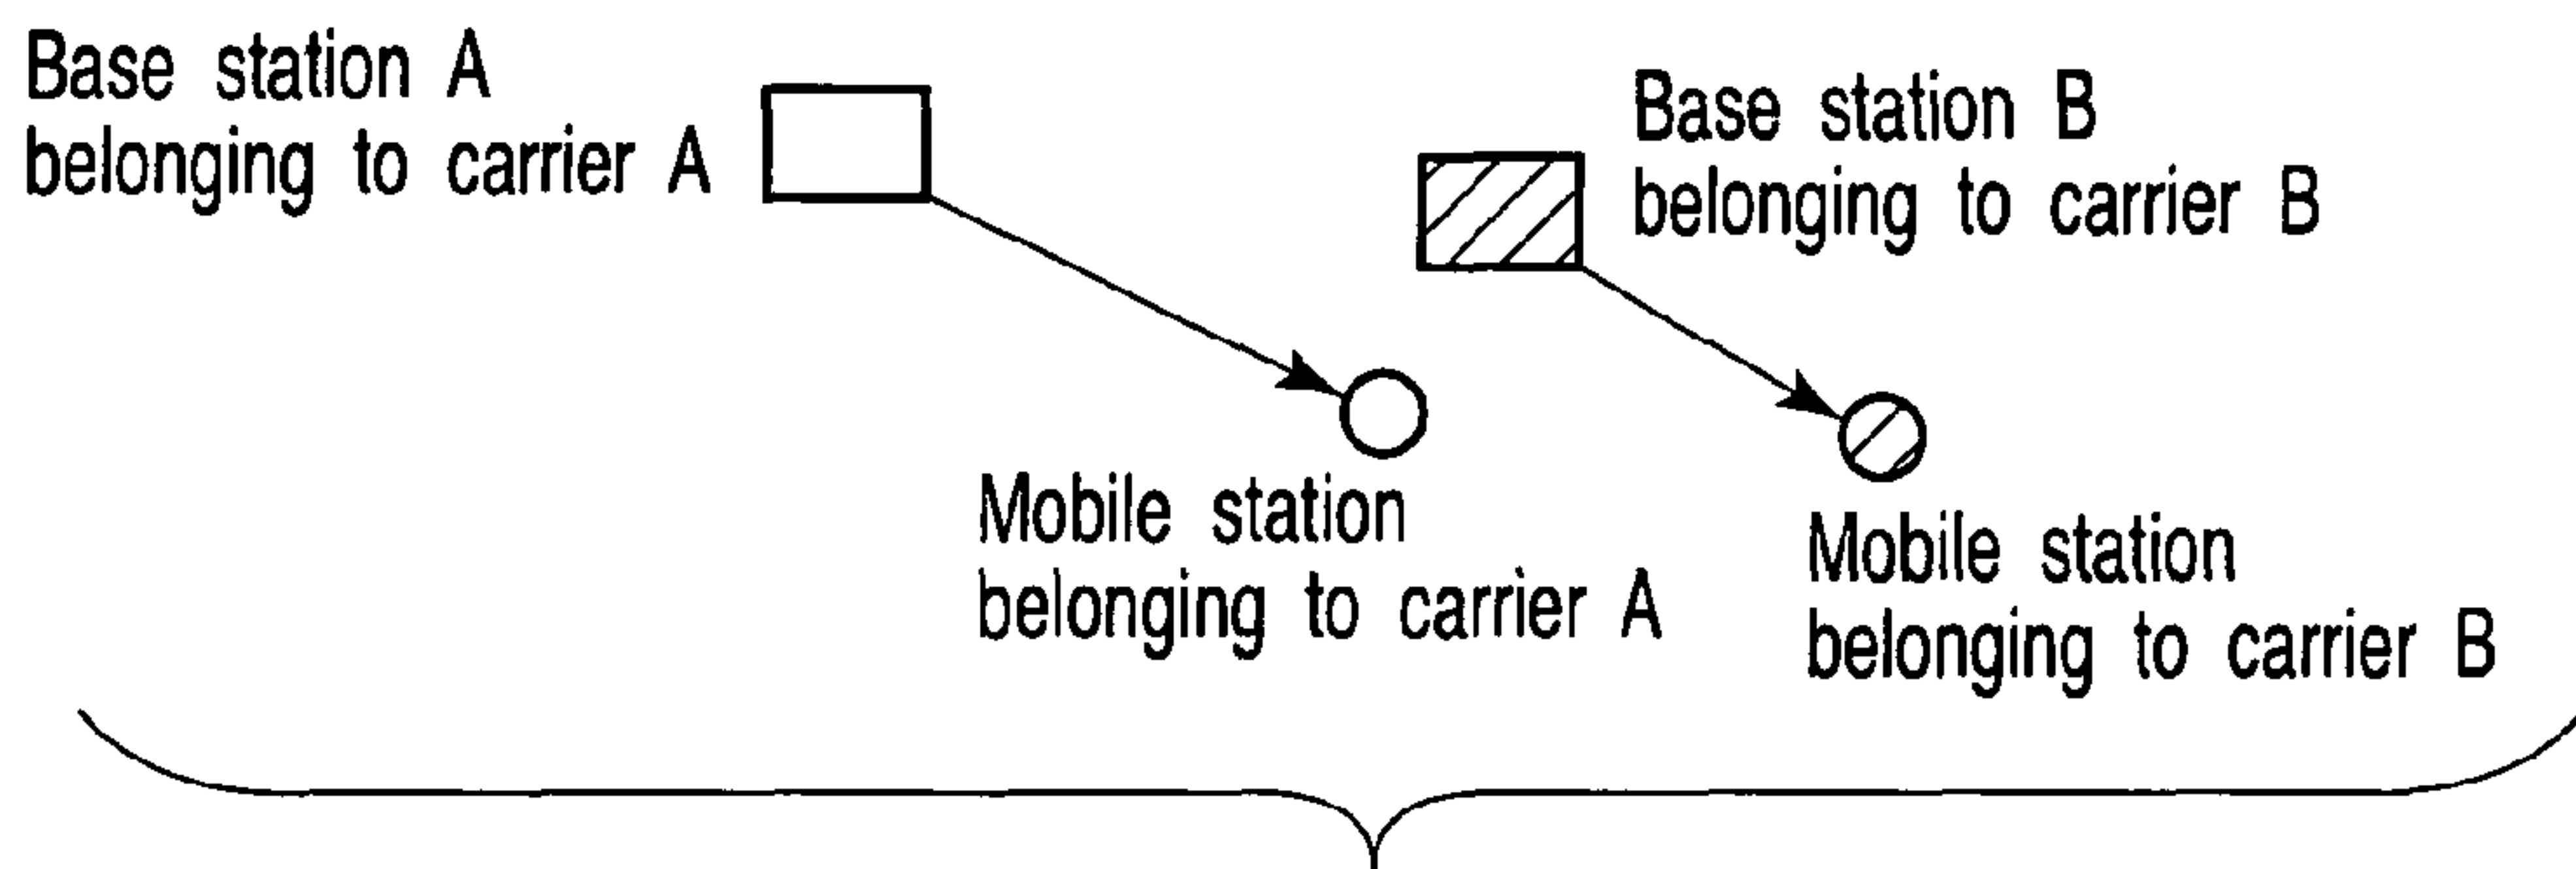 Base station A
belonging to carrier A
Base station B
belonging to carrier B
Mobile station
belonging to carrier A
Mobile station
belonging to carrier B